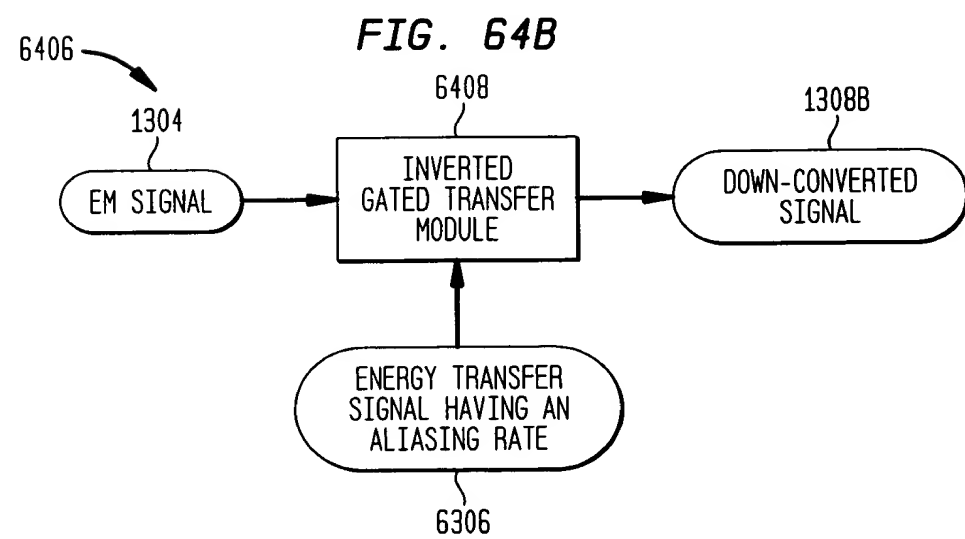 FIG. 64B
6406
6408
1304
1308B
EM SIGNAL
INVERTED
GATED TRANSFER
MODULE
DOWN-CONVERTED
SIGNAL
ENERGY TRANSFER
SIGNAL HAVING AN
ALIASING RATE
6306